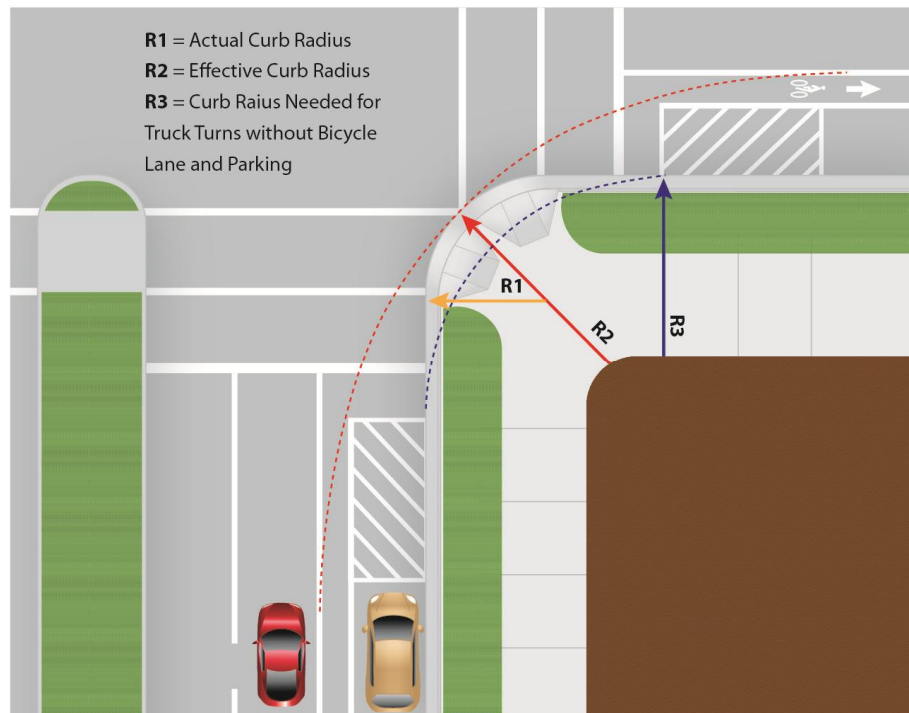 R1 = Actual Curb Radius
R2 = Effective Curb Radius
R3 = Curb Raius Needed for
Truck Turns without Bicycle
Lane and Parking
R1
R2
R3